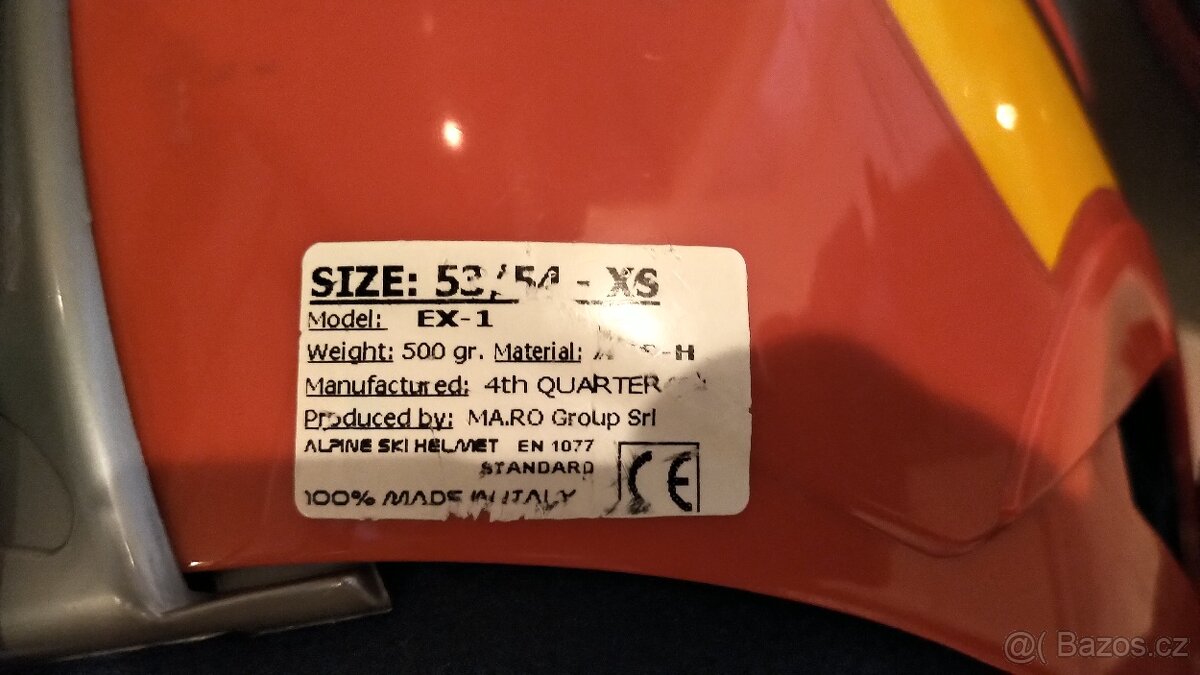 SIZE: 53/54 - XS
Model: EX-1
Weight: 500 gr. Material:
Manufactured: 4th QUARTER
Produced by: MA.RO Group Srl
ALPINE SKI HELMET EN 1077
STANDARD
CE
100% MADE IN ITALY
@( Bazos.cz